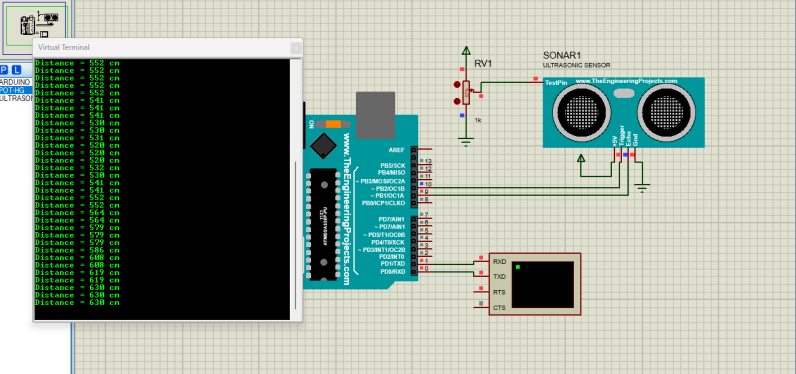 Virtual Terminal
Distance = 552 cm
Distance = 552 cm
Distance = 552 cm
Distance = 552 cm
Distance = 552 cm
Distance = 541 cm
Distance = 541 cm
Distance = 541 cm
Distance = 530 cm
Distance = 530 cm
Distance = 531 cm
Distance = 520 cm
Distance = 520 cm
Distance = 520 cm
Distance = 532 cm
Distance = 530 cm
Distance = 541 cm
Distance = 541 cm
Distance = 552 cm
Distance = 552 cm
Distance = 564 cm
Distance = 564 cm
Distance = 579 cm
Distance = 579 cm
Distance = 579 cm
Distance = 586 cm
Distance = 608 cm
Distance = 608 cm
Distance = 619 cm
Distance = 619 cm
Distance = 630 cm
Distance = 630 cm
Distance = 630 cm
P L
ARDUINO
POT-HG
ULTRASO
RV1
1k
SONAR1
ULTRASONIC SENSOR
TestPin
www.TheEngineeringProjects.com
+5V
Trigger
Echo
Gnd
ON
www.TheEngineeringProjects.com
AREF
PB5/SCK
13
PB4/MISO
12
~ PB3/MOSI/OC2A
11
~ PB2/OC1B
10
~ PB1/OC1A
9
PB0/ICP1/CLKO
8
PD7/AIN1
7
~ PD7/AIN1
6
~ PD5/T1/OC0B
5
PD4/T0/XCK
4
~ PD3/INT1/OC2B
3
PD2/INT0
2
PD1/TXD
1
PD0/RXD
0
RXD
TXD
RTS
CTS